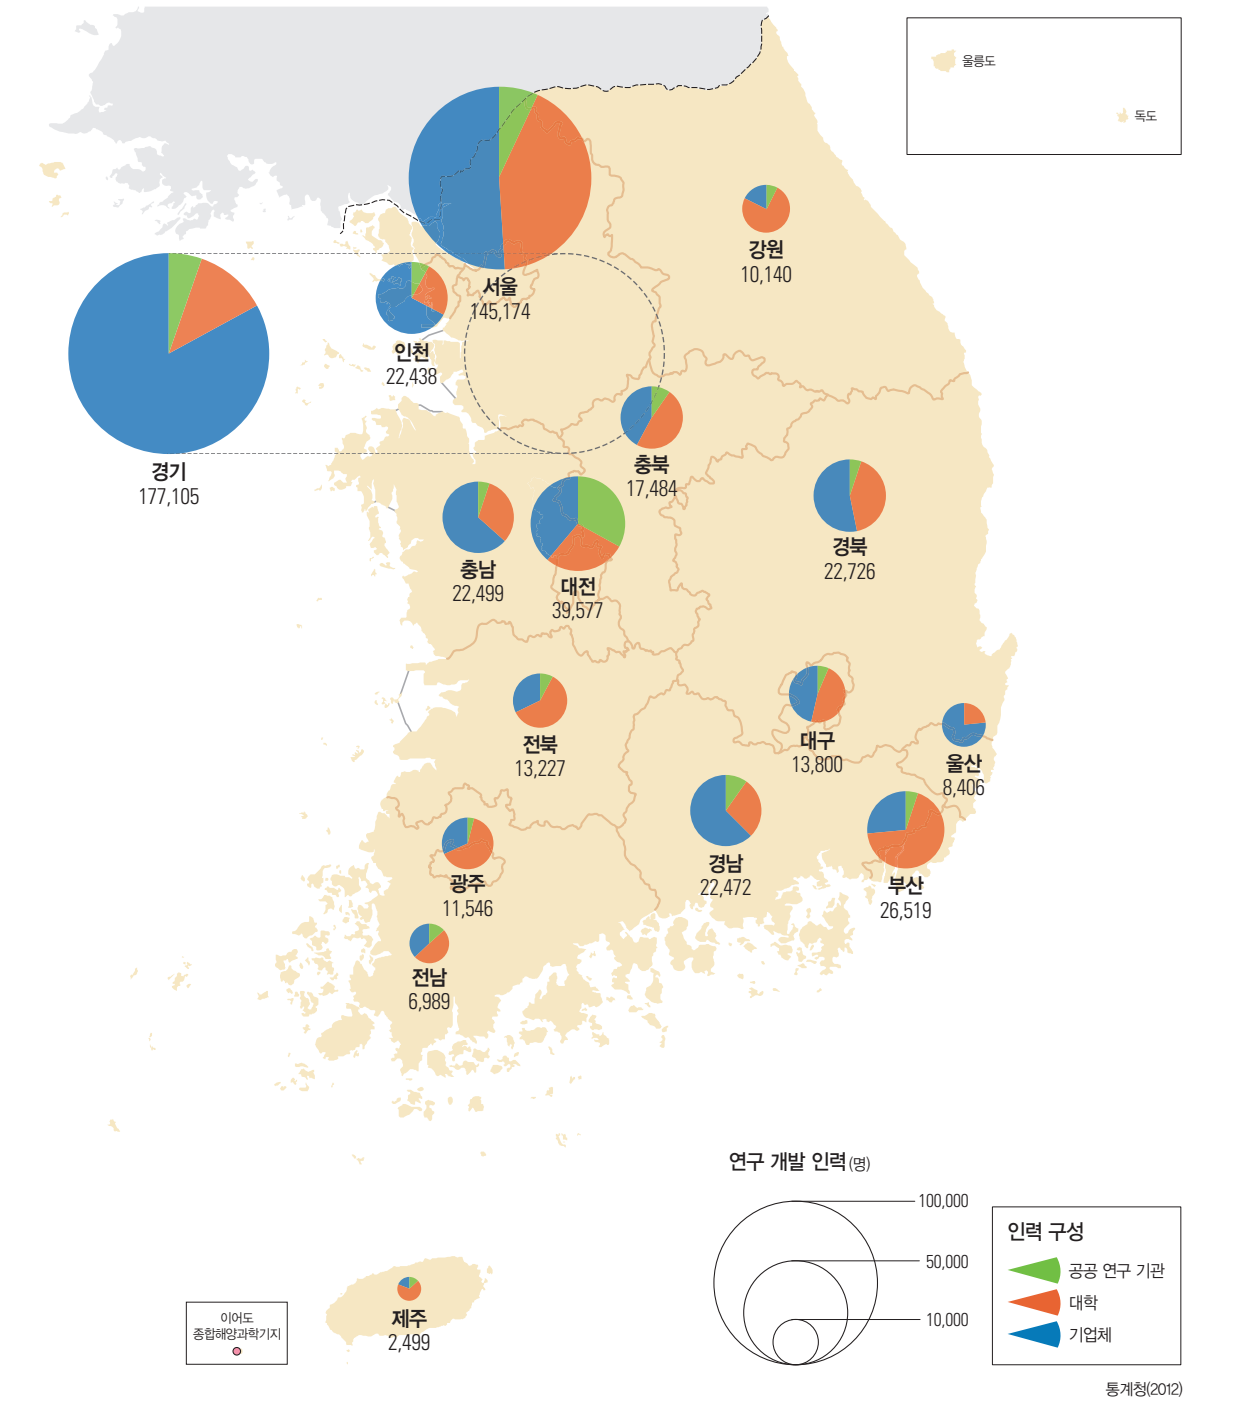 울릉도
독도
강원
10,140
서울
145,174
인천
22,438
경기
177,105
충북
17,484
충남
22,499
대전
39,577
경북
22,726
전북
13,227
대구
13,800
울산
8,406
경남
22,472
부산
26,519
광주
11,546
전남
6,989
제주
2,499
이어도
종합해양과학기지
연구 개발 인력(명)
100,000
50,000
10,000
인력 구성
공공 연구 기관
대학
기업체
통계청(2012)